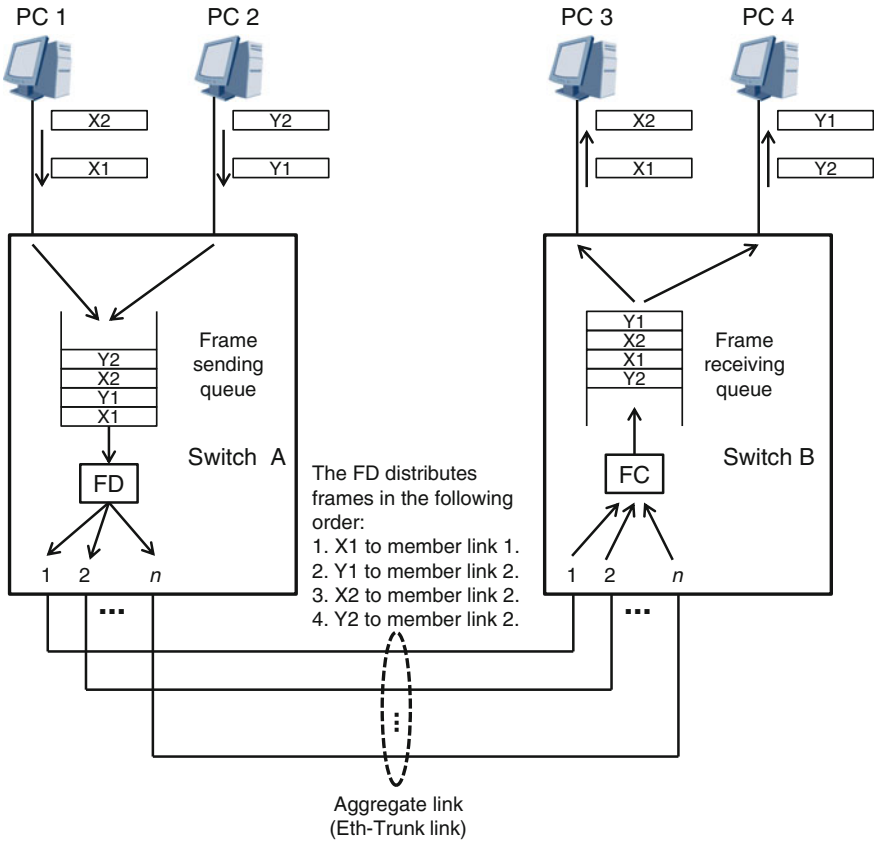 PC 1
PC 2
PC 3
PC 4
X2
Y2
X2
Y1
X1
Y1
X1
Y2
Y2
X2
Y1
X1
Frame
sending
queue
Y1
X2
X1
Y2
Frame
receiving
queue
Switch A
FD
FC
Switch B
The FD distributes
frames in the following
order:
1. X1 to member link 1.
2. Y1 to member link 2.
3. X2 to member link 2.
4. Y2 to member link 2.
1
2
n
...
1
2
n
...
...
Aggregate link
(Eth-Trunk link)